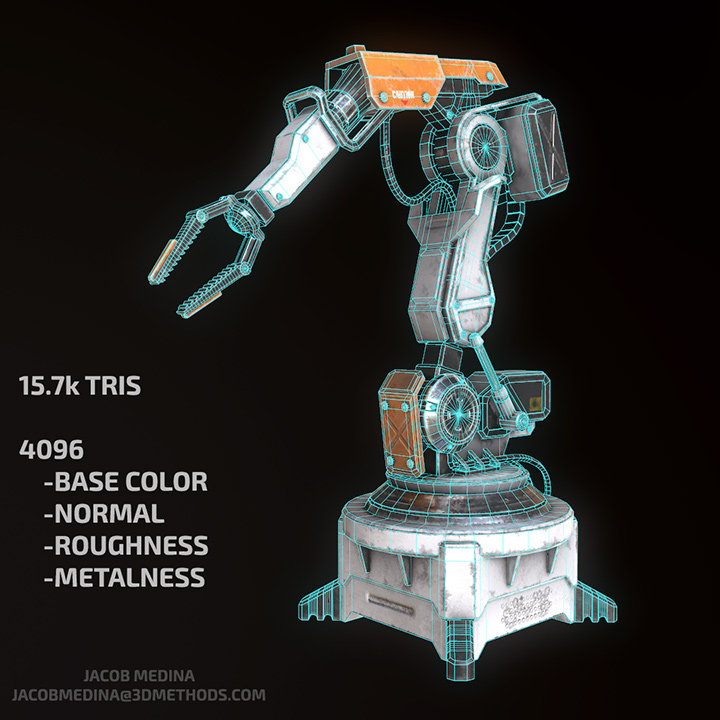 15.7K TRIS
4096
-BASE COLOR
-NORMAL
-ROUGHNESS
-METALNESS
JACOB MEDINA
JACOBMEDINA@3DMETHODS.COM